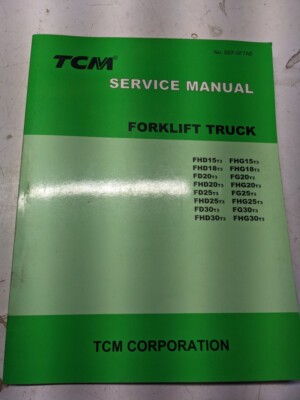 TCM
SERVICE MANUAL
FORKLIFT TRUCK
FHD15T3 FHG15T3
FHD18T3 FHG18T3
FD20T3 FG20T3
FHD20T3 FHG20T3
FD25T3 FG25T3
FHD25T3 FHG25T3
FD30T3 FG30T3
FHD30T3 FHG30T3
TCM CORPORATION